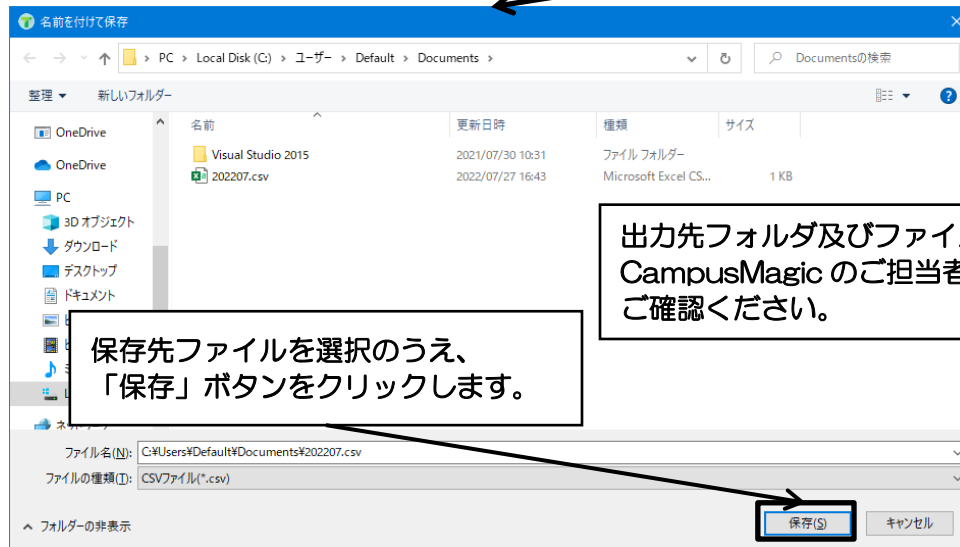 名前を付けて保存
PC > Local Disk (C:) > ユーザー > Default > Documents >
Documentsの検索
整理 新しいフォルダー
名前 更新日時 種類 サイズ
OneDrive
Visual Studio 2015 2021/07/30 10:31 ファイル フォルダー
OneDrive
202207.csv 2022/07/27 16:43 Microsoft Excel CS... 1 KB
PC
3D オブジェクト
ダウンロード
デスクトップ
ドキュメント
出力先フォルダ及びファイ
CampusMagic のご担当者
ご確認ください。
保存先ファイルを選択のうえ、
「保存」ボタンをクリックします。
ファイル名(N): C:¥Users¥Default¥Documents¥202207.csv
ファイルの種類(T): CSVファイル(*.csv)
フォルダーの非表示
保存(S) キャンセル